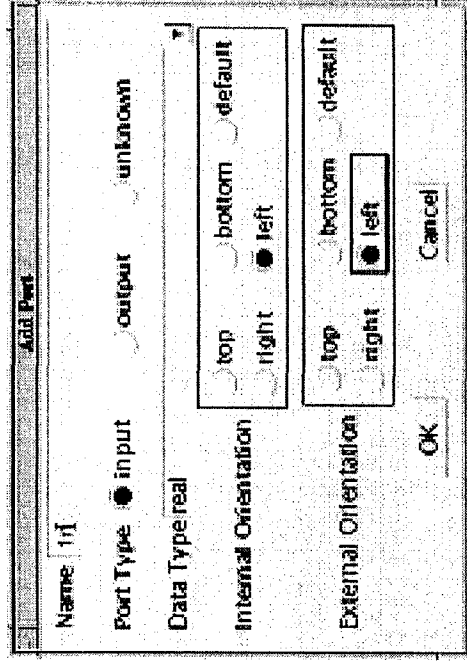 Add Port
Name
Port Type input output unknown
Data Type real
Internal Orientation top bottom default
right left
External Orientation top bottom default
right left
OK Cancel